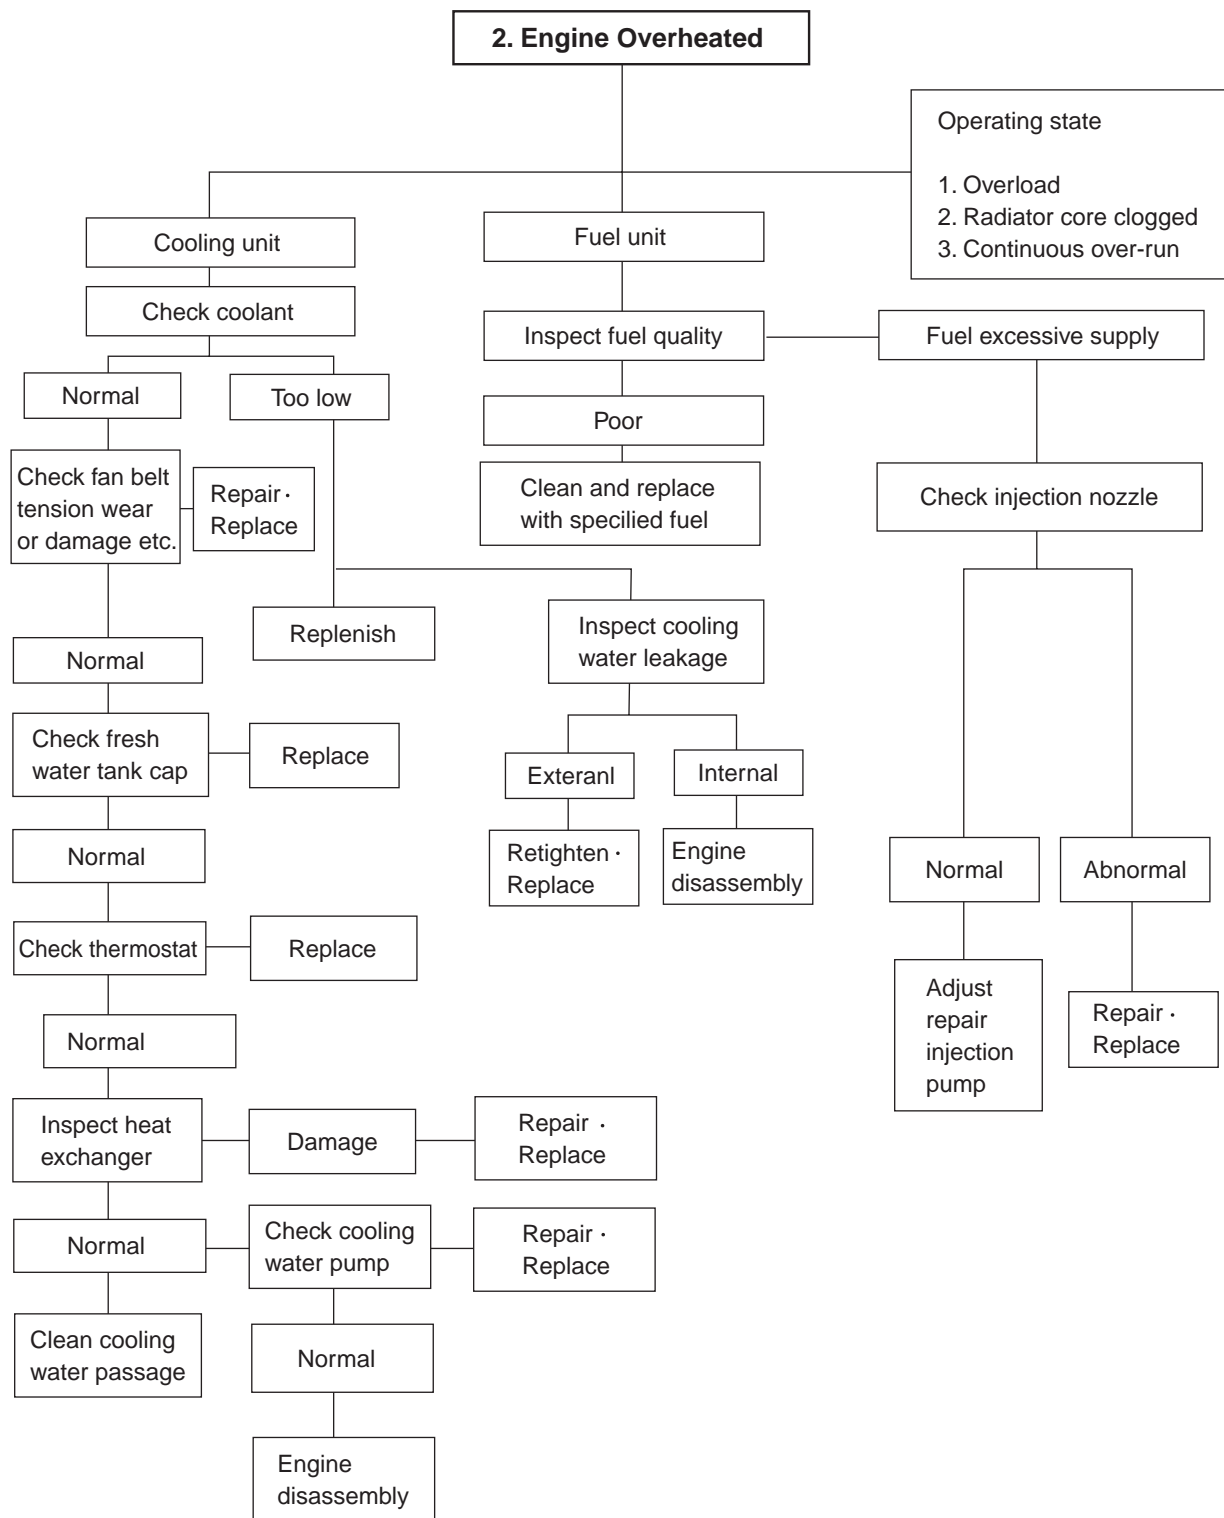 2. Engine Overheated
Operating state
1. Overload
2. Radiator core clogged
3. Continuous over-run
Cooling unit
Fuel unit
Check coolant
Inspect fuel quality
Fuel excessive supply
Normal
Too low
Poor
Check fan belt
tension wear
or damage etc.
Repair ·
Replace
Clean and replace
with specilied fuel
Check injection nozzle
Normal
Replenish
Inspect cooling
water leakage
Check fresh
water tank cap
Replace
Exteranl
Internal
Normal
Retighten ·
Replace
Engine
disassembly
Normal
Abnormal
Check thermostat
Replace
Adjust
repair
injection
pump
Repair ·
Replace
Normal
Inspect heat
exchanger
Damage
Repair ·
Replace
Normal
Check cooling
water pump
Repair ·
Replace
Clean cooling
water passage
Normal
Engine
disassembly